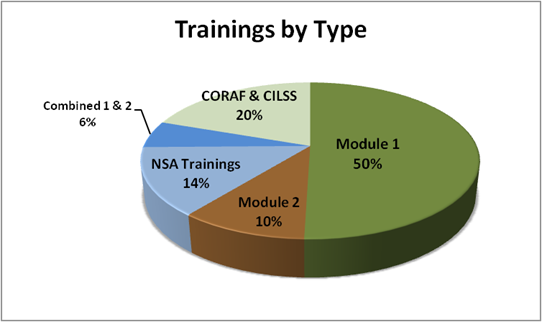 Trainings by Type
CORAF & CILSS
20%
Combined 1 & 2
6%
Module 1
50%
NSA Trainings
14%
Module 2
10%